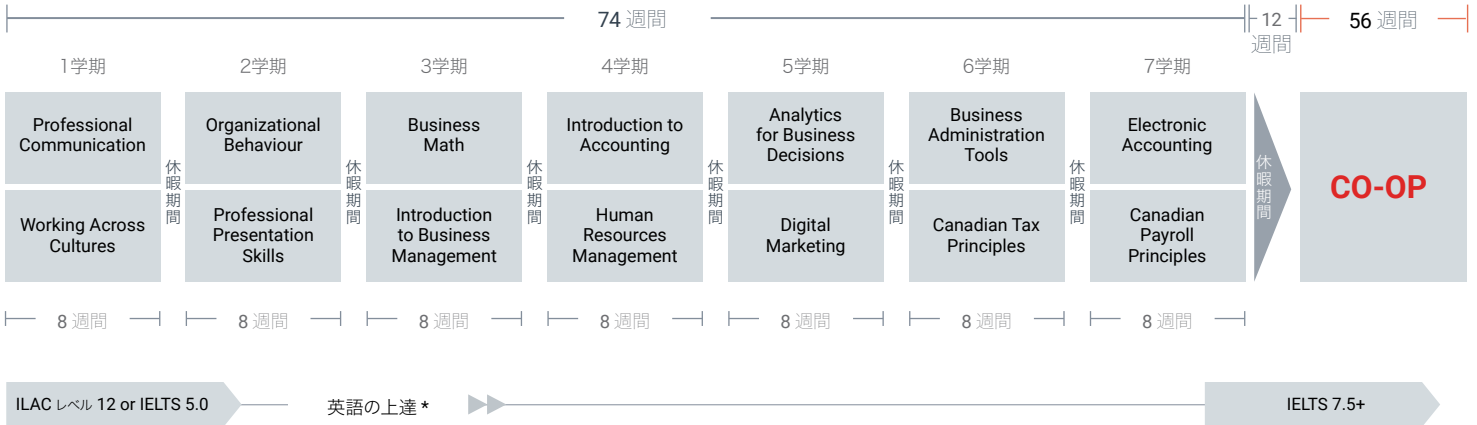 74 週間
12
週間
56 週間
1学期
2学期
3学期
4学期
5学期
6学期
7学期
Professional
Communication
Organizational
Behaviour
Business
Math
Introduction to
Accounting
Analytics
for Business
Decisions
Business
Administration
Tools
Electronic
Accounting
休暇期間
休暇期間
休暇期間
休暇期間
休暇期間
休暇期間
休暇期間
CO-OP
Working Across
Cultures
Professional
Presentation
Skills
Introduction
to Business
Management
Human
Resources
Management
Digital
Marketing
Canadian Tax
Principles
Canadian
Payroll
Principles
8 週間
8 週間
8 週間
8 週間
8 週間
8 週間
8 週間
ILAC レベル 12 or IELTS 5.0
英語の上達 *
IELTS 7.5+